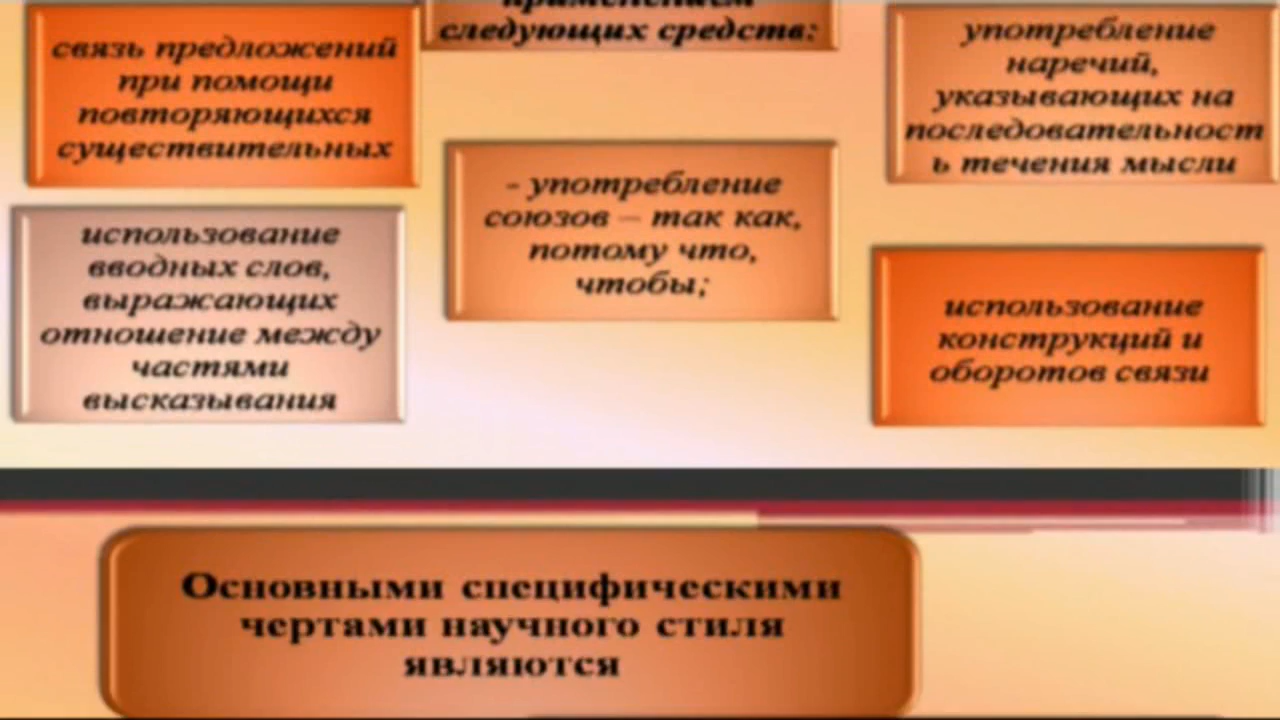 связь предложений
при помощи
повторяющихся
существительных
применением
следующих средств:
употребление
наречий,
указывающих на
последовательност
ь течения мысли
- употребление
союзов – так как,
потому что,
чтобы;
использование
вводных слов,
выражающих
отношение между
частями
высказывания
использование
конструкций и
оборотов связи
Основными специфическими
чертами научного стиля
являются